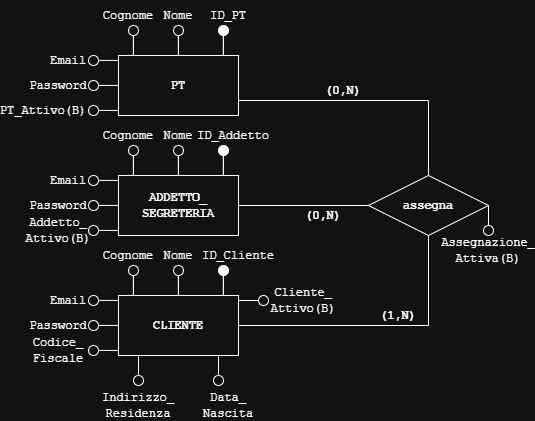 Cognome Nome ID_PT
Email
Password
PT_Attivo(B)
PT
(0,N)
Cognome Nome ID_Addetto
Email
Password
Addetto_
Attivo(B)
ADDETTO_
SEGRETERIA
(0,N)
assegna
Assegnazione_
Attiva(B)
Cognome Nome ID_Cliente
Email
Password
Codice_
Fiscale
CLIENTE
Cliente_
Attivo(B)
(1,N)
Indirizzo_
Residenza
Data_
Nascita